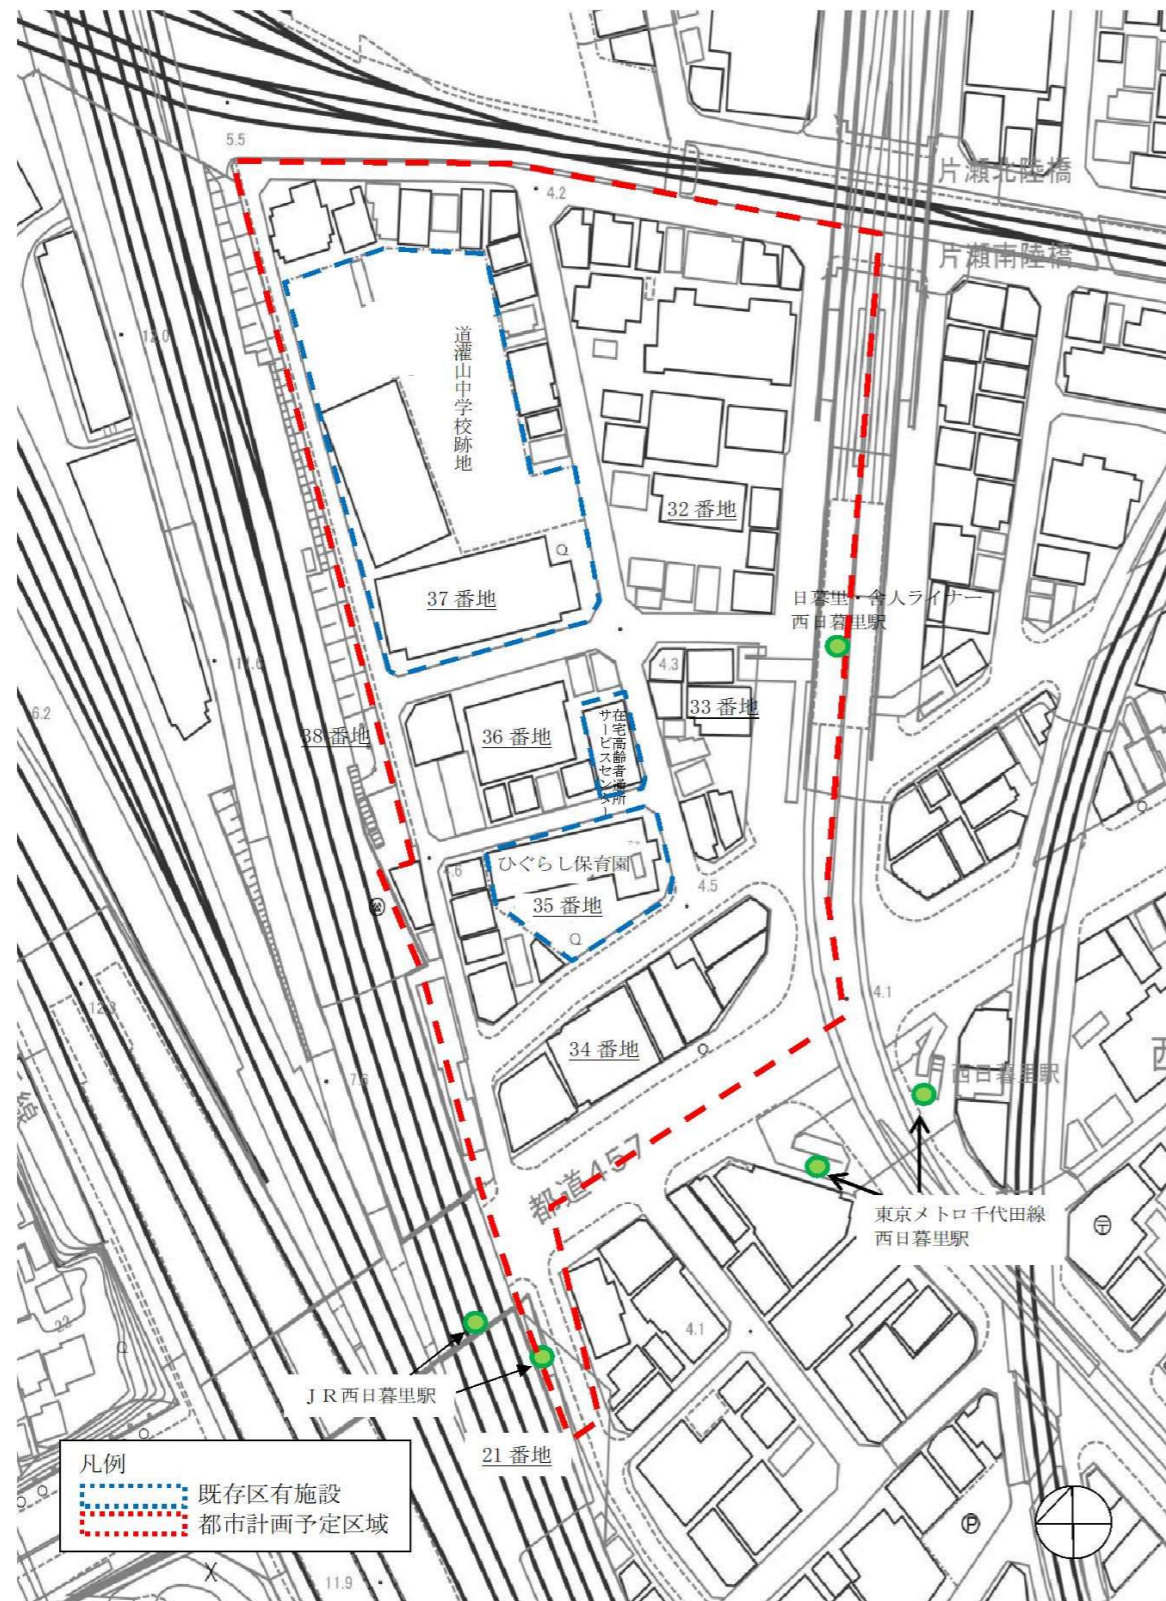 5.5
4.2
片瀬北陸橋
片瀬南陸橋
12.0
道灌山中学校跡地
32 番地
37 番地
日暮里・舎人ライナー
西日暮里駅
11.6
4.3
6.2
38 番地
36 番地
在宅高齢者通所
サービスセンター
33 番地
ひぐらし保育園
4.6
4.5
35 番地
4.1
12.3
34 番地
7.6
西日暮里駅
西
線
都道457
東京メトロ千代田線
西日暮里駅
22
4.1
ＪＲ西日暮里駅
21 番地
凡例
既存区有施設
都市計画予定区域
P
11.9